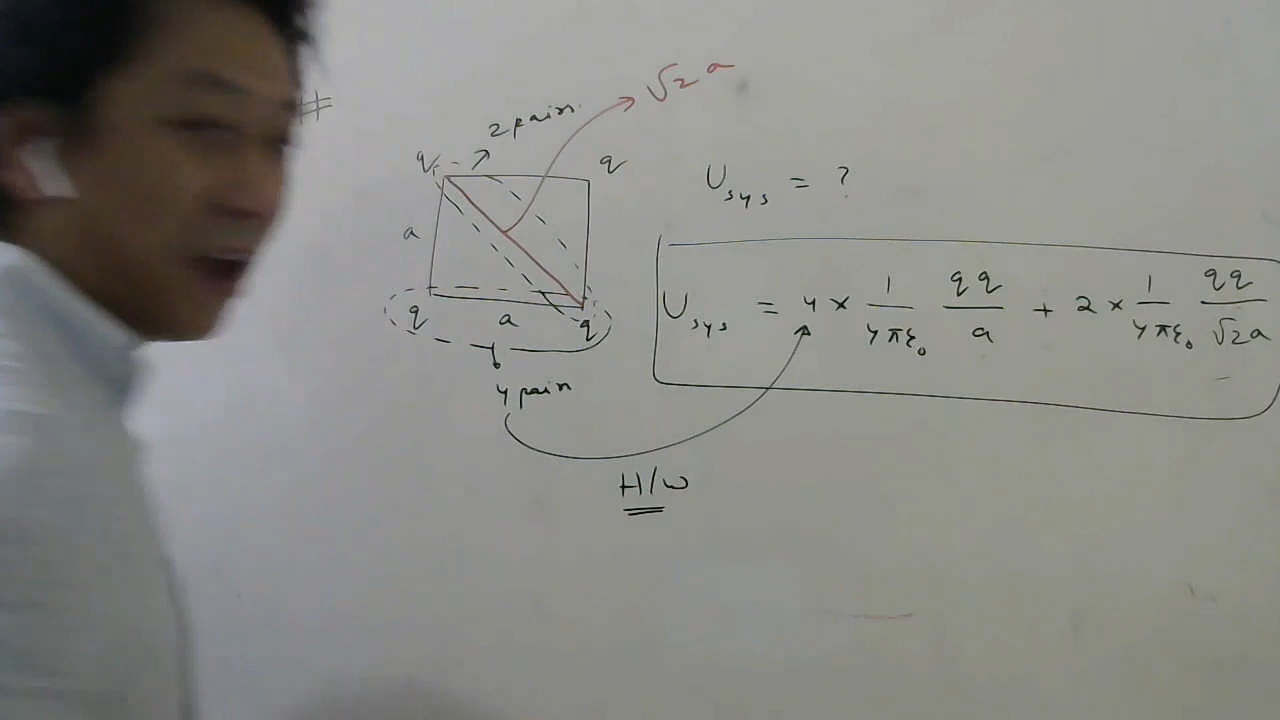 #
√2 a
2 pair
q
q
a
q
a
q
4 pair
U sys = ?
U sys = 4 × 1/4πε₀ qq/a + 2 × 1/4πε₀ qq/√2a
H/W